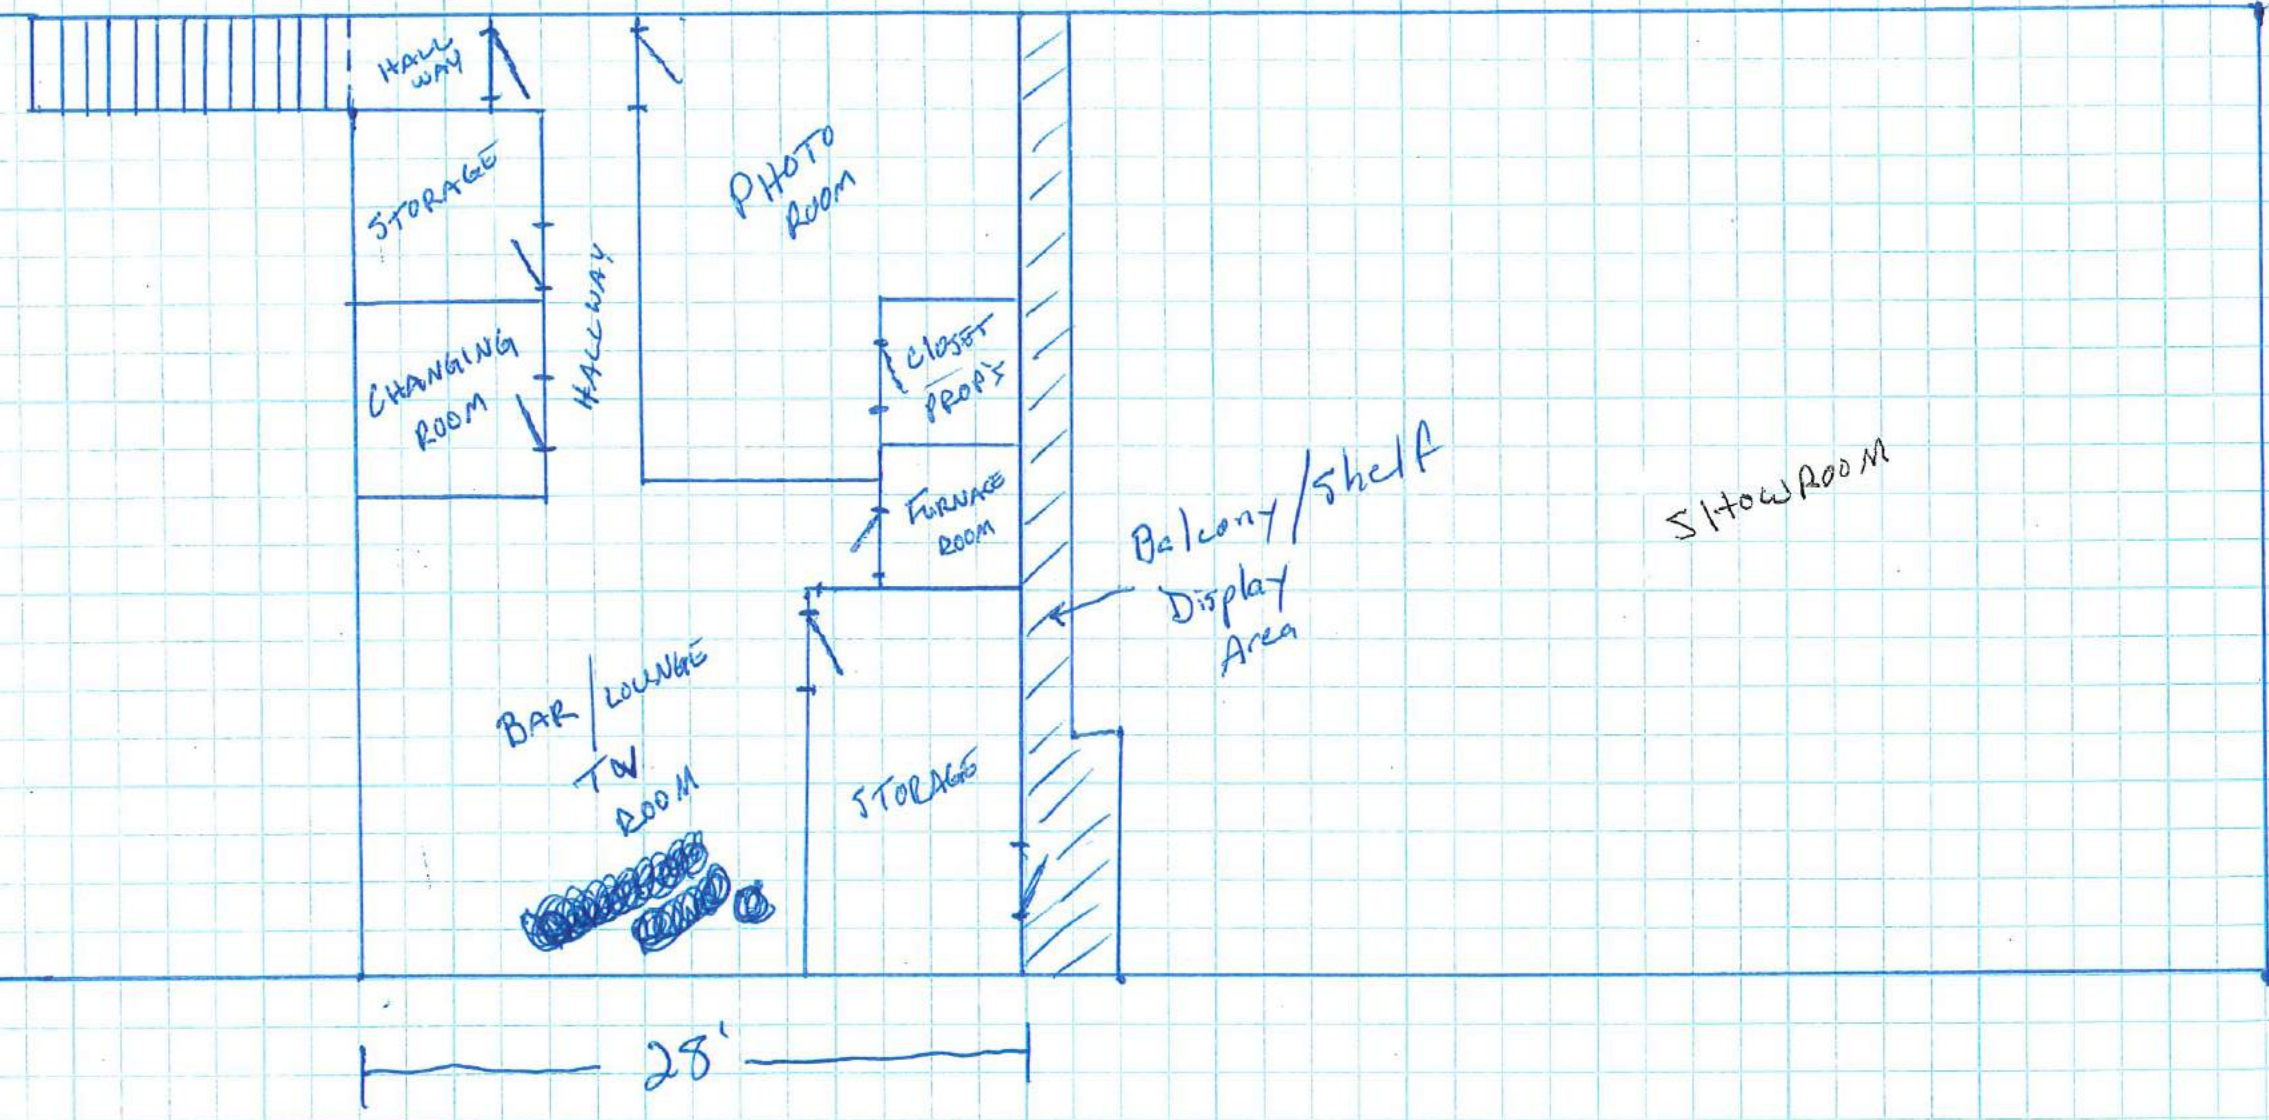 HALL
WAY
STORAGE
PHOTO
ROOM
HALLWAY
CHANGING
ROOM
CLOSET
PROP'S
FURNACE
ROOM
Balcony/Shelf
Display
Area
SHOWROOM
BAR/LOUNGE
TV
ROOM
STORAGE
28'